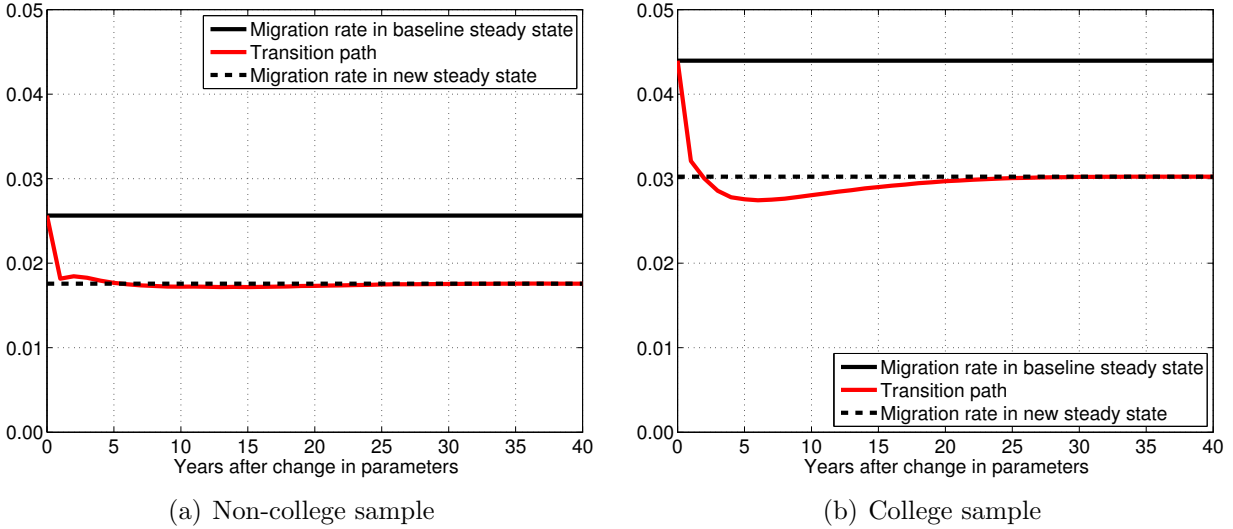 0.05
0.04
0.03
0.02
0.01
0.00
0 5 10 15 20 25 30 35 40
Years after change in parameters
Migration rate in baseline steady state
Transition path
Migration rate in new steady state
(a) Non-college sample
0.05
0.04
0.03
0.02
0.01
0.00
0 5 10 15 20 25 30 35 40
Years after change in parameters
Migration rate in baseline steady state
Transition path
Migration rate in new steady state
(b) College sample